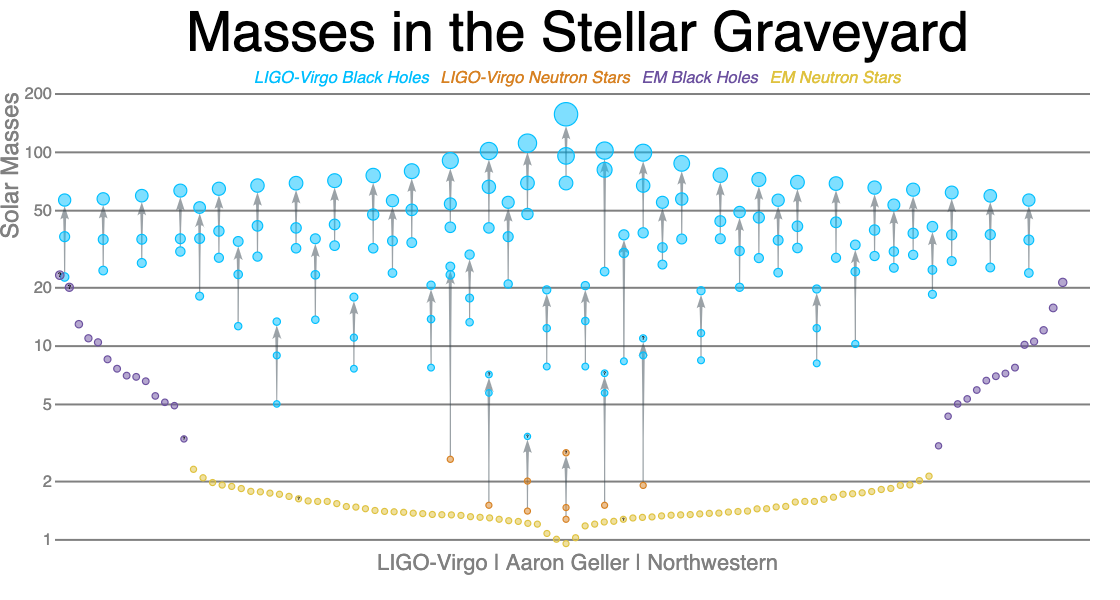 Masses in the Stellar Graveyard
LIGO-Virgo Black Holes LIGO-Virgo Neutron Stars EM Black Holes EM Neutron Stars
Solar Masses
200
100
50
20
10
5
2
1
LIGO-Virgo | Aaron Geller | Northwestern